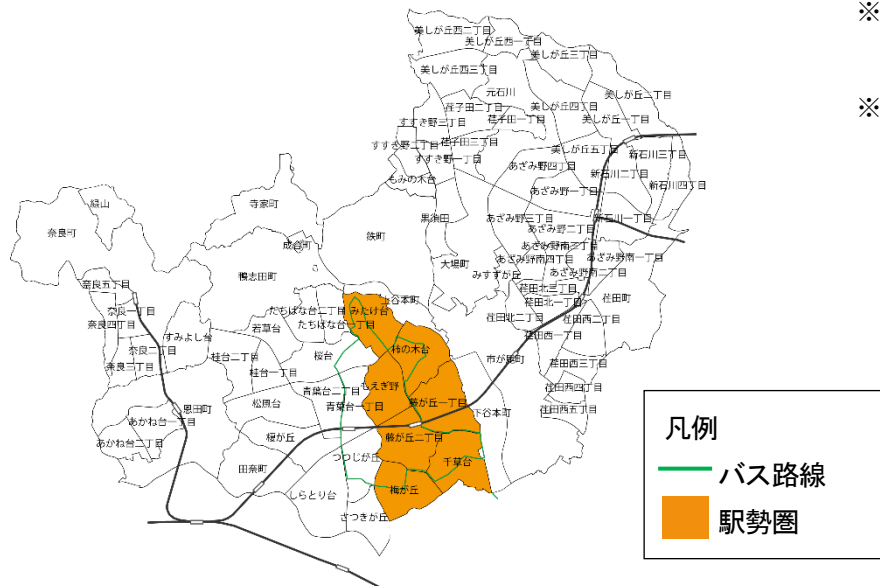 ※
美しが丘西二丁目
美しが丘西一丁目
美しが丘三丁目
美しが丘西三丁目
元石川
美しが丘二丁目
荏子田二丁目
美しが丘四丁目
すすき野三丁目
荏子田一丁目
美しが丘一丁目
※
すすき野二丁目
荏子田三丁目
美しが丘五丁目
新石川三丁目
すすき野一丁目
あざみ野四丁目
新石川二丁目
もみの木台
新石川四丁目
あざみ野一丁目
緑山
寺家町
奈良町
鉄町
黒須田
あざみ野三丁目
新石川一丁目
あざみ野二丁目
成合町
あざみ野南三丁目
あざみ野南四丁目
あざみ野南一丁目
大場町
みすずが丘
あざみ野南二丁目
鴨志田町
奈良五丁目
荏田北三丁目
荏田北一丁目
荏田町
上谷本町
奈良一丁目
たちばな台二丁目
みたけ台
奈良四丁目
若草台
たちばな台一丁目
荏田北二丁目
荏田西二丁目
すみよし台
荏田西一丁目
奈良二丁目
桂台二丁目
桜台
柿の木台
市が尾町
奈良三丁目
桂台一丁目
荏田西三丁目
青葉台二丁目
もえぎ野
荏田西四丁目
恩田町
松風台
青葉台一丁目
藤が丘一丁目
下谷本町
荏田西五丁目
あかね台一丁目
あかね台二丁目
榎が丘
藤が丘二丁目
つつじが丘
千草台
田奈町
しらとり台
梅が丘
さつきが丘
凡例
バス路線
駅勢圏